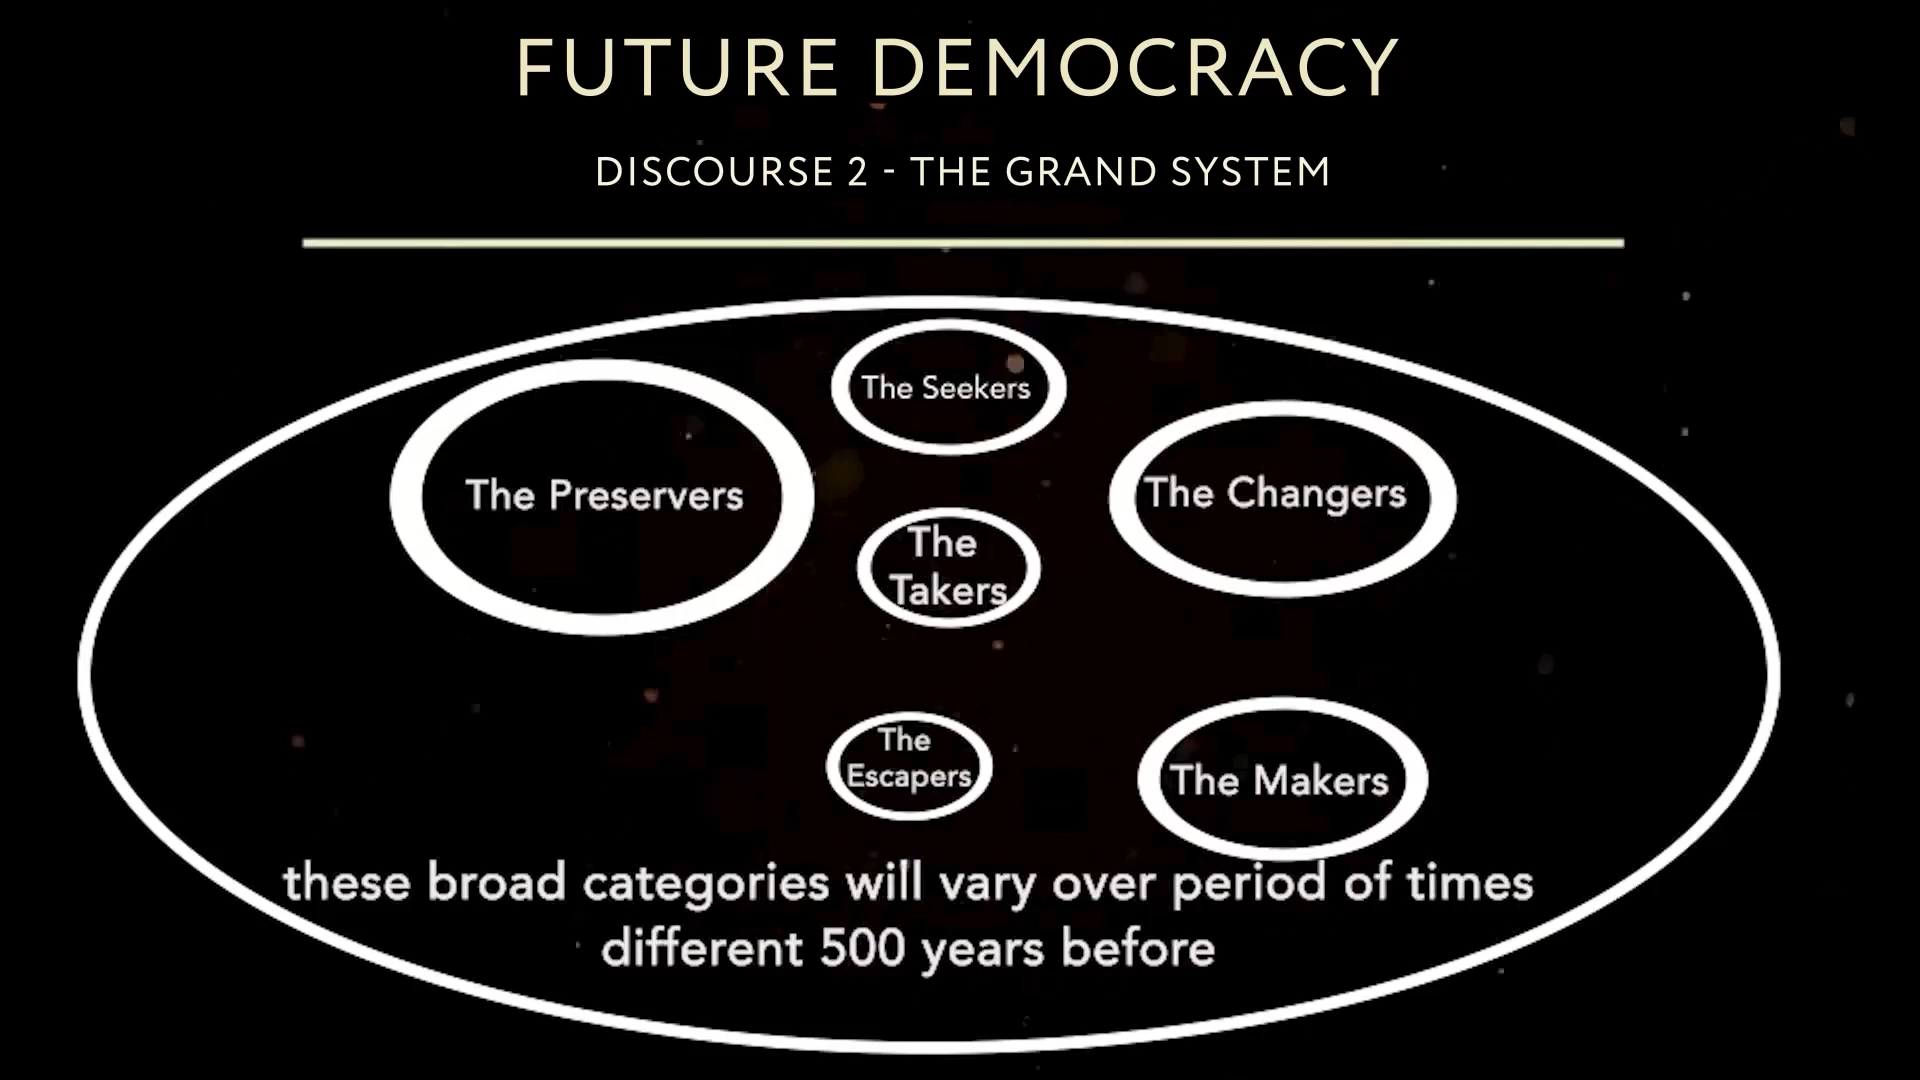 FUTURE DEMOCRACY
DISCOURSE 2 - THE GRAND SYSTEM
The Seekers
The Preservers
The Changers
The
Takers
The
Escapers
The Makers
these broad categories will vary over period of times
different 500 years before